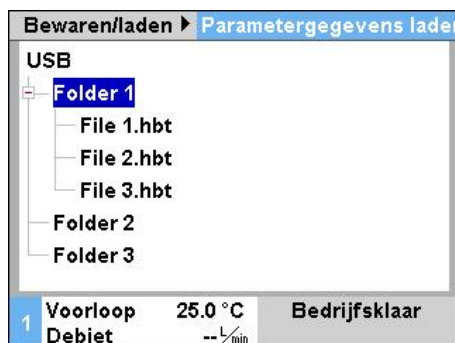 Bewaren/laden ▶ Parametergegevens lade
USB
Folder 1
File 1.hbt
File 2.hbt
File 3.hbt
Folder 2
Folder 3
1 Voorloop 25.0 °C Bedrijfsklaar
Debiet -- L/min